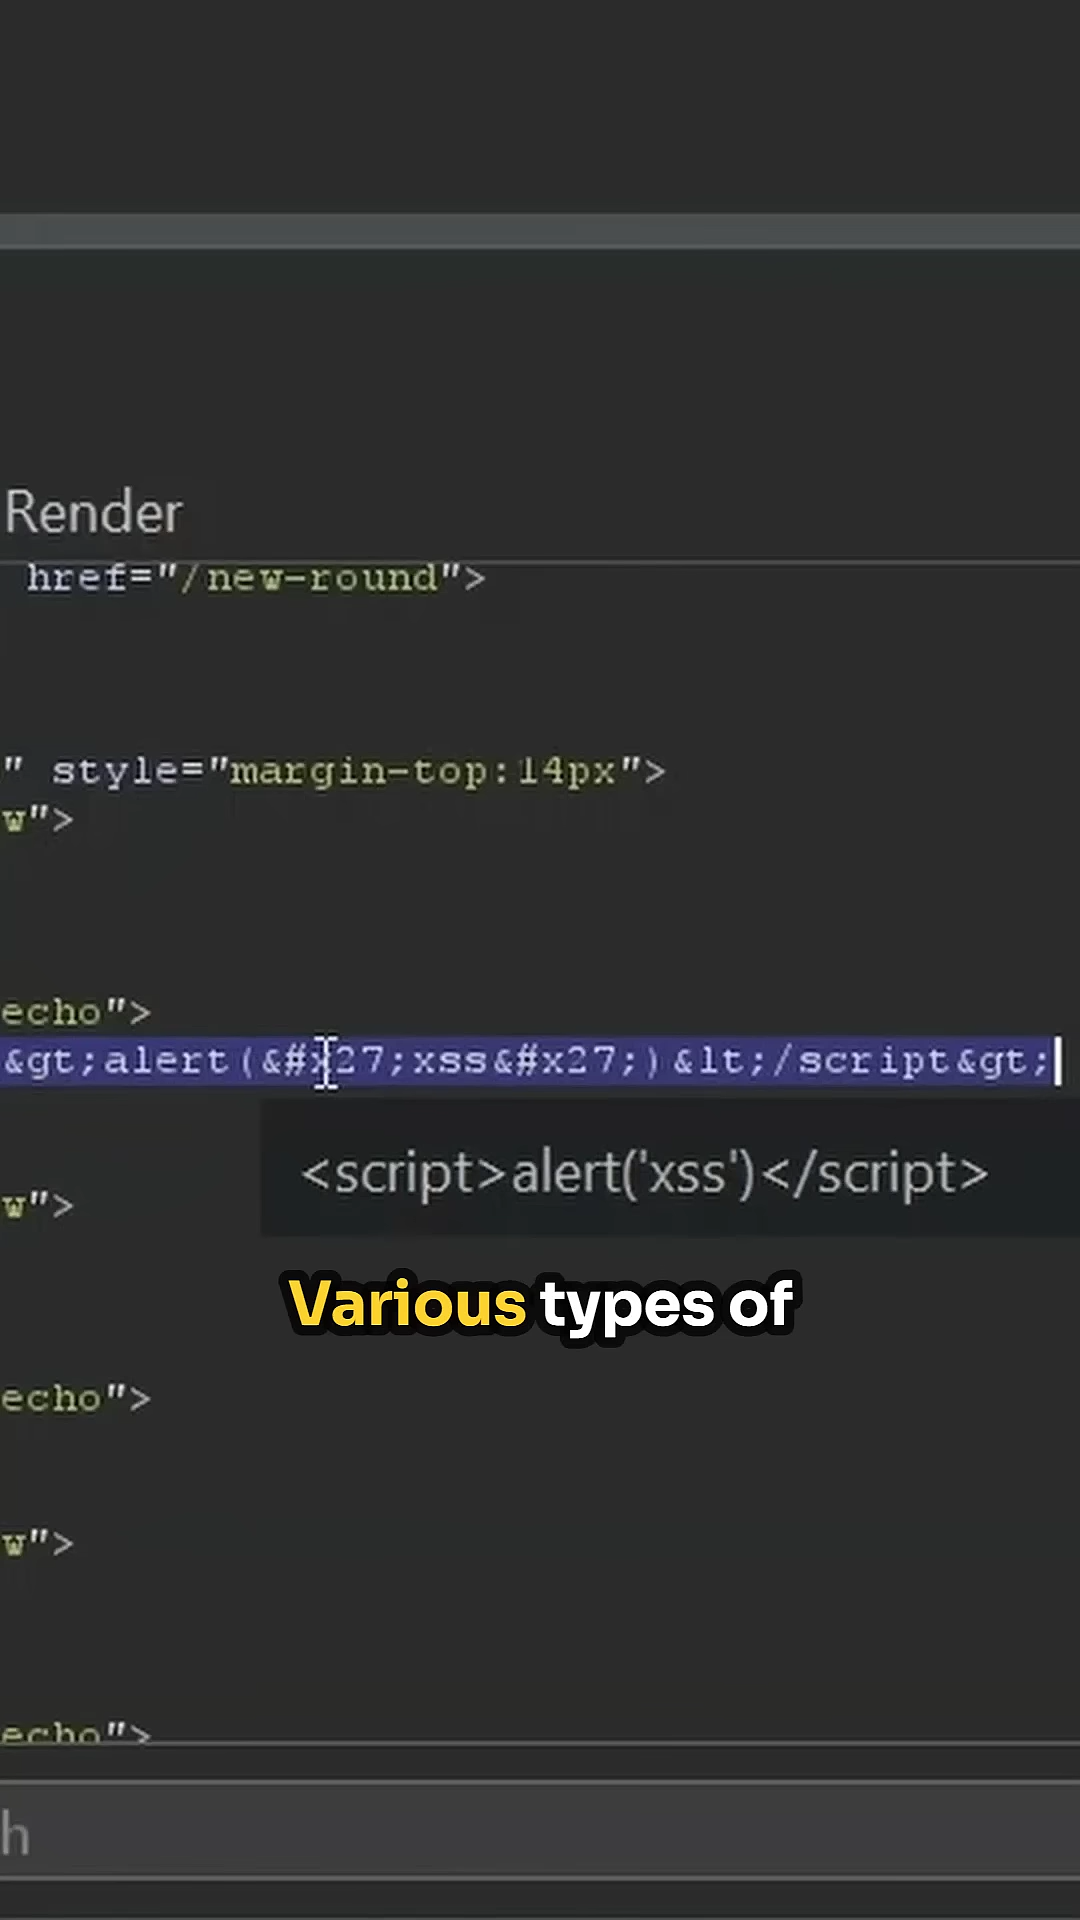 Render
href="/new-round">
" style="margin-top:14px">
w">
echo">
&gt;alert(&#x27;xss&#x27;)&lt;/script&gt;
<script>alert('xss')</script>
w">
Various types of
echo">
w">
echo">
h